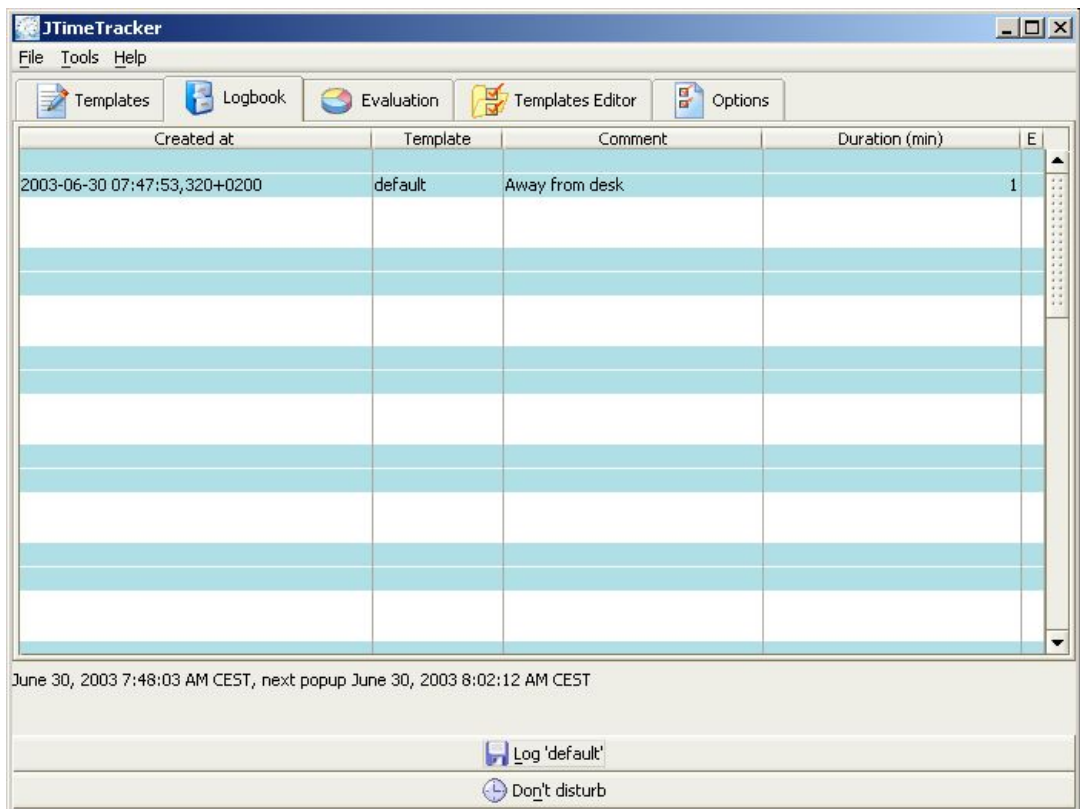 JTimeTracker
File Tools Help
Templates Logbook Evaluation Templates Editor Options
Created at Template Comment Duration (min) E
2003-06-30 07:47:53,320+0200 default Away from desk 1
June 30, 2003 7:48:03 AM CEST, next popup June 30, 2003 8:02:12 AM CEST
Log 'default'
Don't disturb